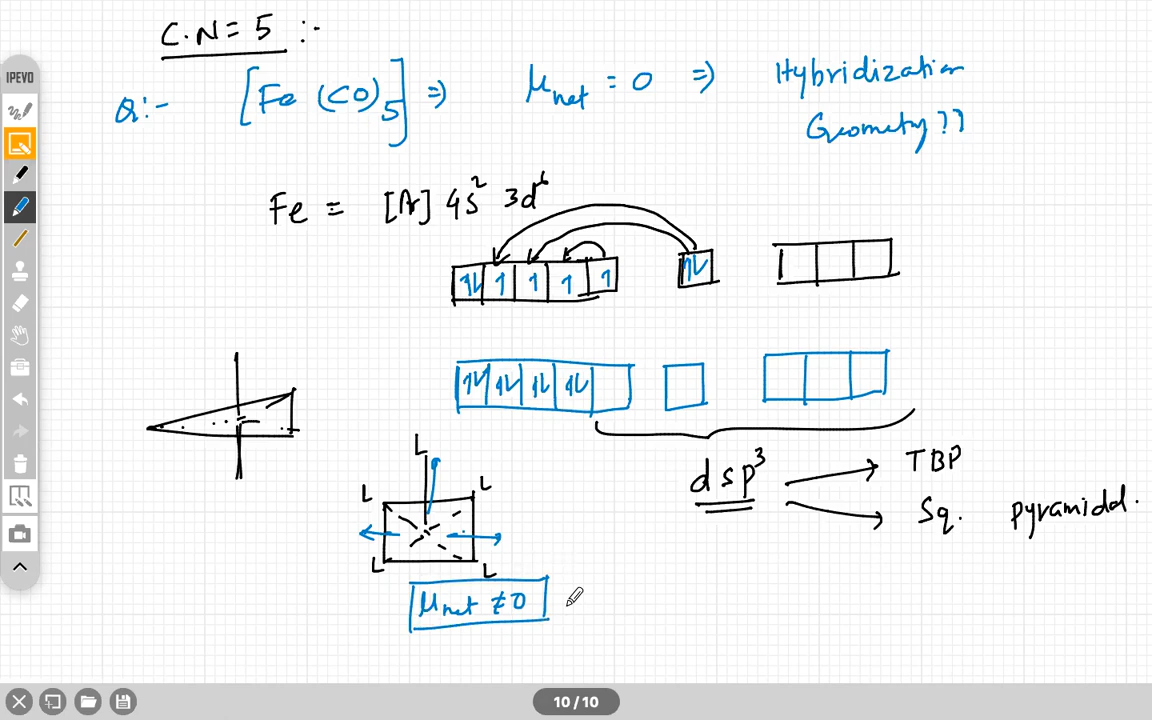 C.N = 5 :-
IPEVO
Q:- [Fe (CO)5] ⇒ μnet = 0 ⇒ Hybridization
Geometry??
Fe = [Ar] 4s² 3d⁶
⇅ ↑ ↑ ↑ ↑ ⇅
⇅ ⇅ ⇅ ⇅
L
L L
L L
dsp³
TBP
Sq. pyramidal.
μnet ≠ 0
10 / 10